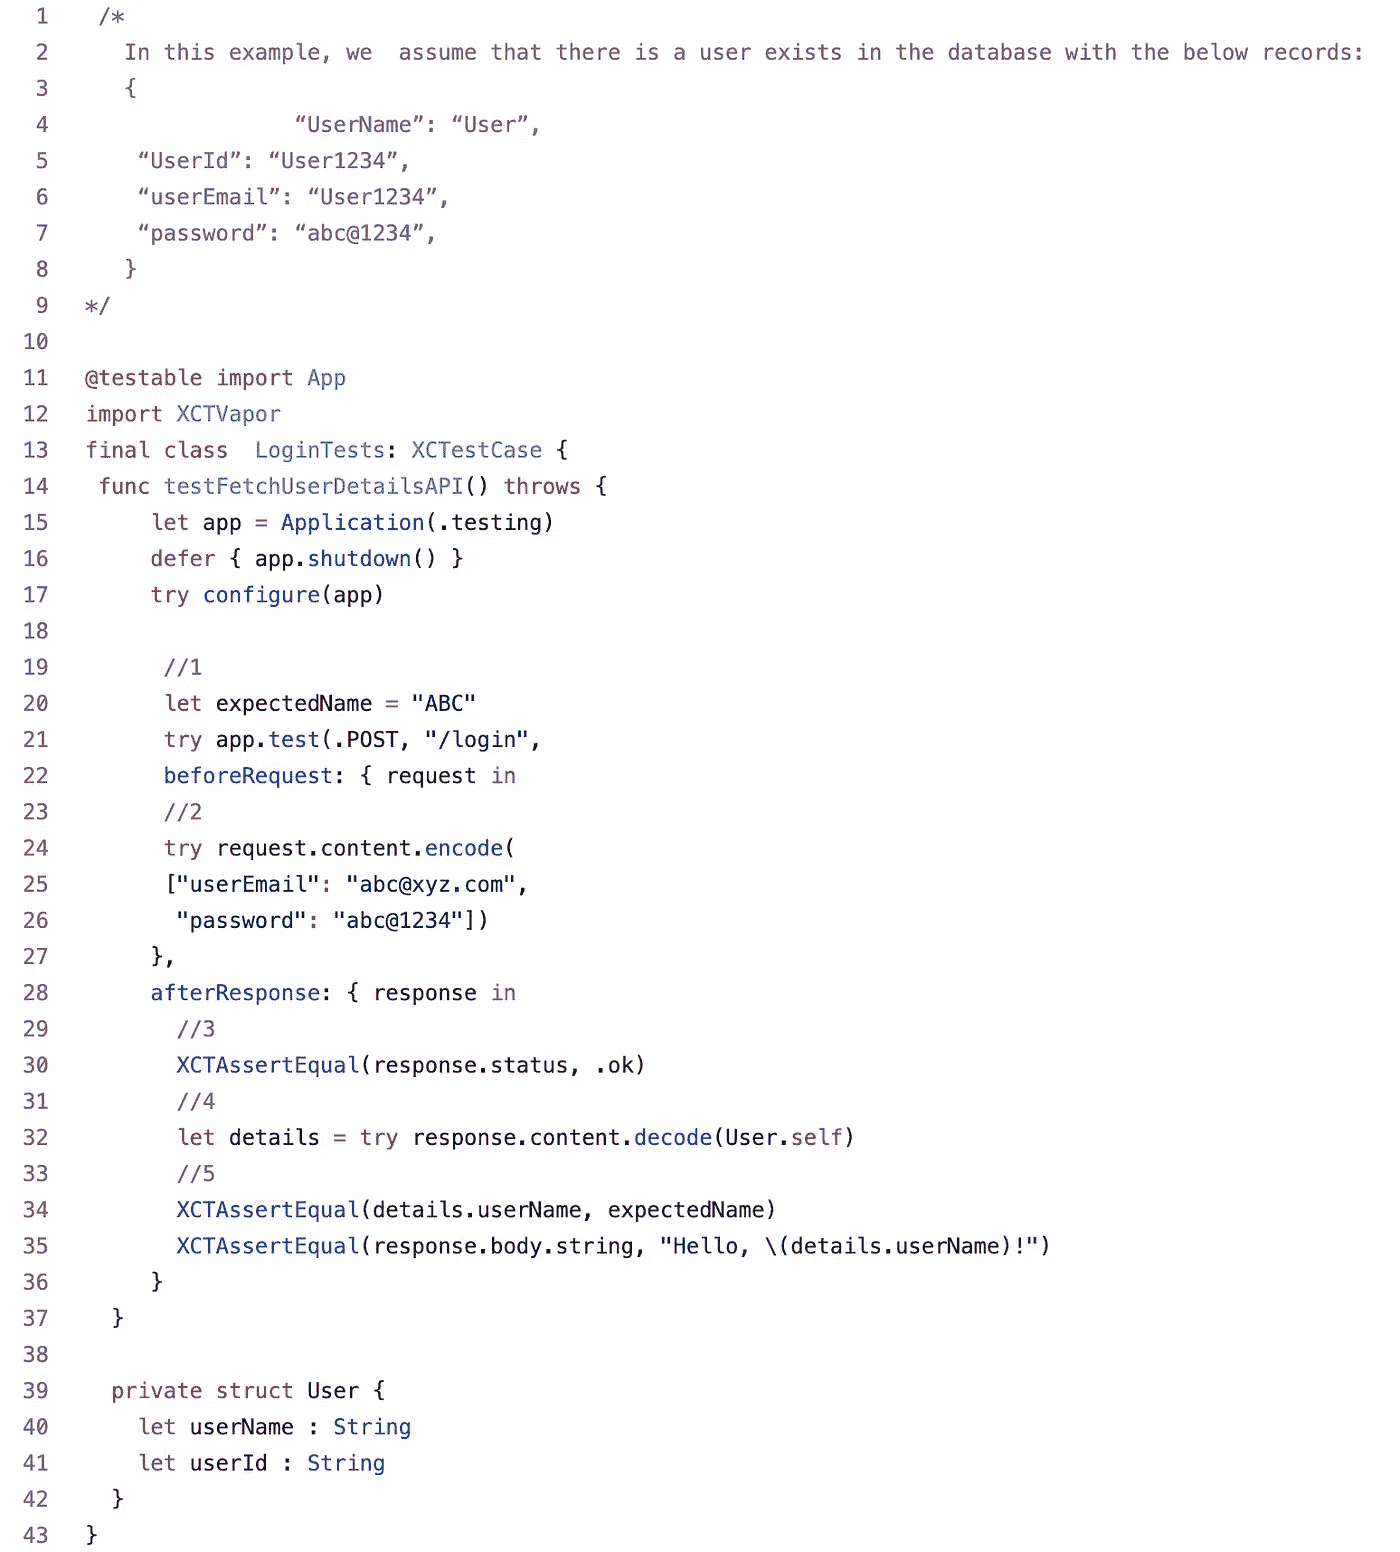 1 /*
2 In this example, we  assume that there is a user exists in the database with the below records:
3 {
4 “UserName”: “User”,
5 “UserId”: “User1234”,
6 “userEmail”: “User1234”,
7 “password”: “abc@1234”,
8 }
9 */
10
11 @testable import App
12 import XCTVapor
13 final class  LoginTests: XCTestCase {
14 func testFetchUserDetailsAPI() throws {
15 let app = Application(.testing)
16 defer { app.shutdown() }
17 try configure(app)
18
19 //1
20 let expectedName = "ABC"
21 try app.test(.POST, "/login",
22 beforeRequest: { request in
23 //2
24 try request.content.encode(
25 ["userEmail": "abc@xyz.com",
26 "password": "abc@1234"])
27 },
28 afterResponse: { response in
29 //3
30 XCTAssertEqual(response.status, .ok)
31 //4
32 let details = try response.content.decode(User.self)
33 //5
34 XCTAssertEqual(details.userName, expectedName)
35 XCTAssertEqual(response.body.string, "Hello, \(details.userName)!")
36 }
37 }
38
39 private struct User {
40 let userName : String
41 let userId : String
42 }
43 }